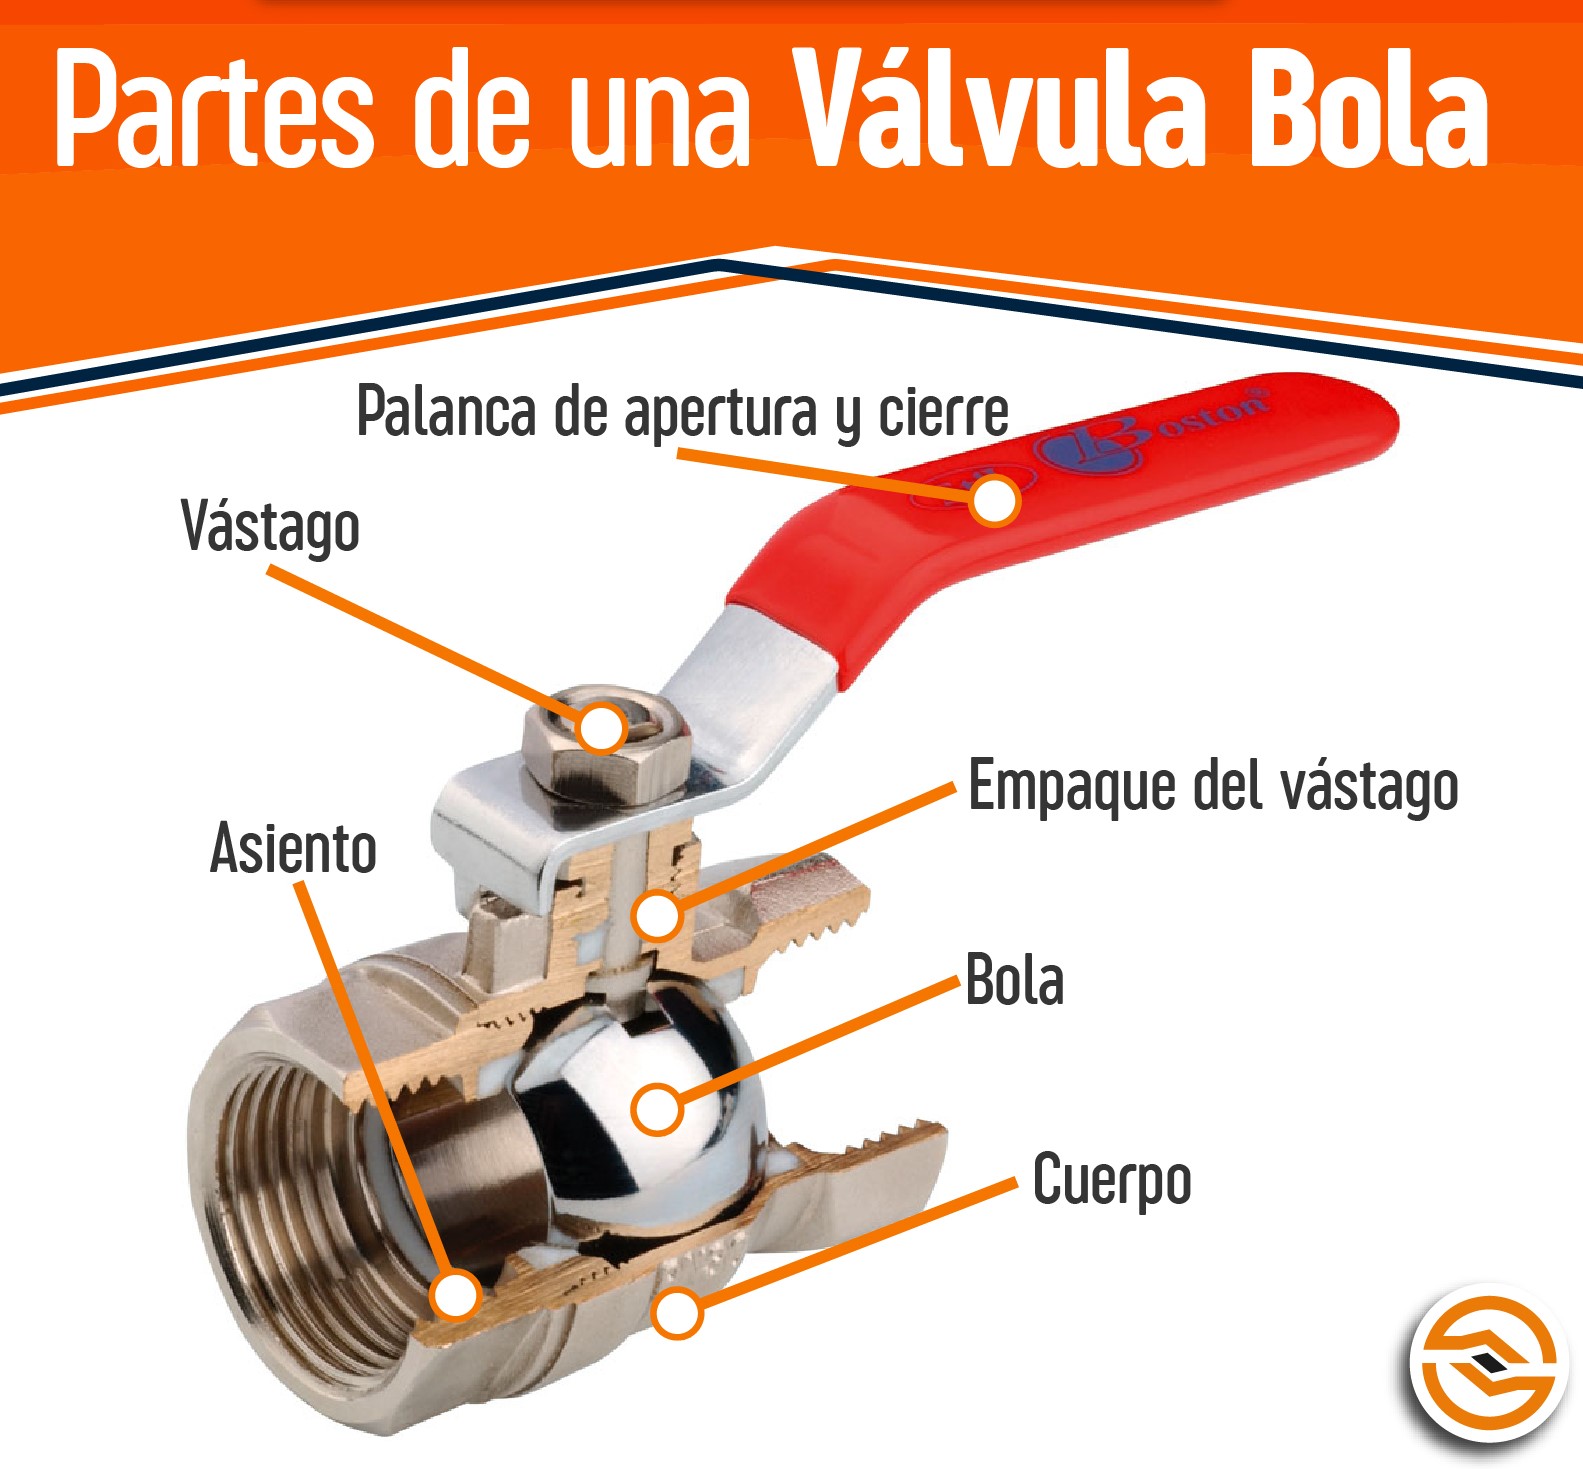 Partes de una Válvula Bola
Palanca de apertura y cierre
Boston®
Vástago
Empaque del vástago
Asiento
Bola
Cuerpo